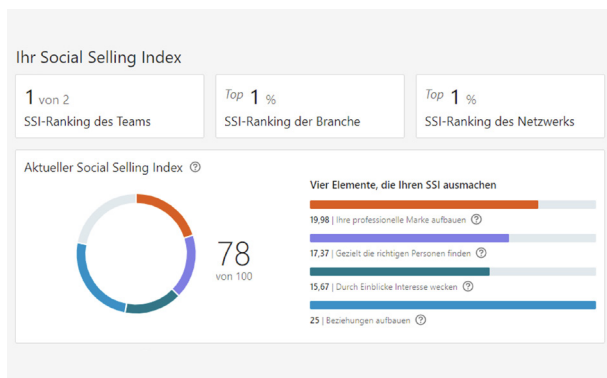 Ihr Social Selling Index
1 von 2
SSI-Ranking des Teams
Top 1 %
SSI-Ranking der Branche
Top 1 %
SSI-Ranking des Netzwerks
Aktueller Social Selling Index ?
78
von 100
Vier Elemente, die Ihren SSI ausmachen
19,98 | Ihre professionelle Marke aufbauen ?
17,37 | Gezielt die richtigen Personen finden ?
15,67 | Durch Einblicke Interesse wecken ?
25 | Beziehungen aufbauen ?